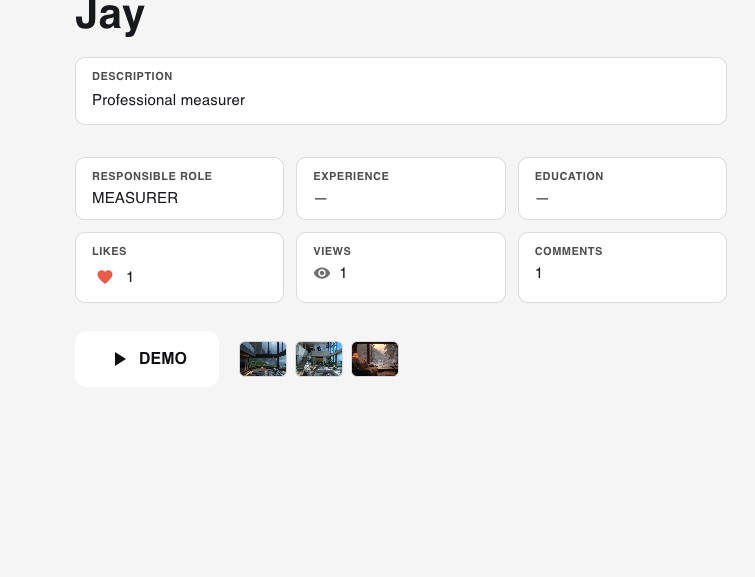 Jay
DESCRIPTION
Professional measurer
RESPONSIBLE ROLE
MEASURER
EXPERIENCE
—
EDUCATION
—
LIKES
1
VIEWS
1
COMMENTS
1
DEMO